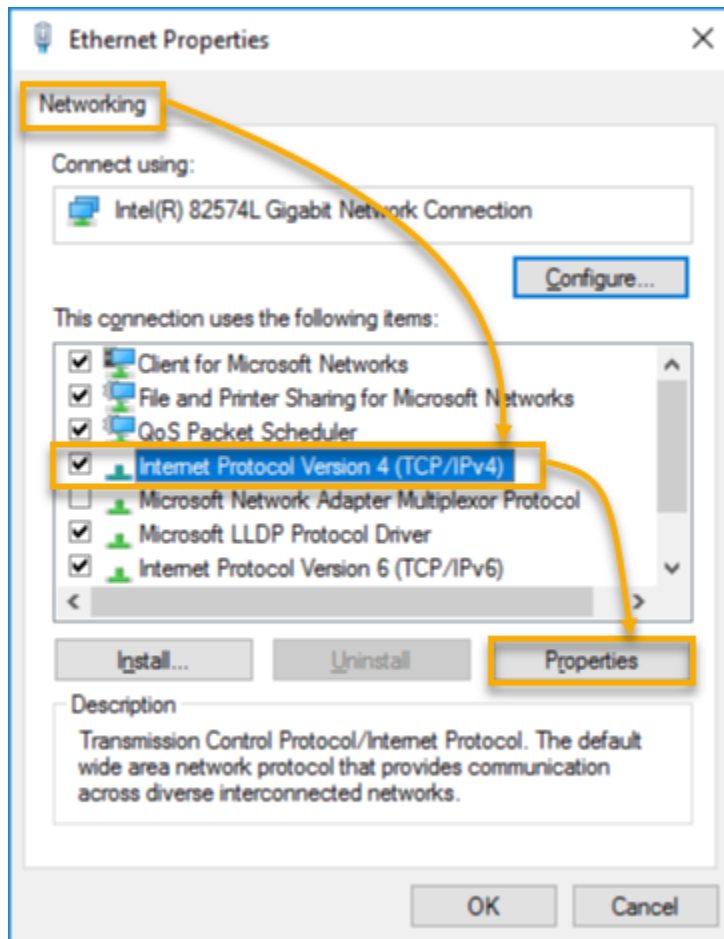 Ethernet Properties
Networking
Connect using:
Intel(R) 82574L Gigabit Network Connection
Configure...
This connection uses the following items:
Client for Microsoft Networks
File and Printer Sharing for Microsoft Networks
QoS Packet Scheduler
Internet Protocol Version 4 (TCP/IPv4)
Microsoft Network Adapter Multiplexor Protocol
Microsoft LLDP Protocol Driver
Internet Protocol Version 6 (TCP/IPv6)
Install...
Uninstall
Properties
Description
Transmission Control Protocol/Internet Protocol. The default
wide area network protocol that provides communication
across diverse interconnected networks.
OK
Cancel